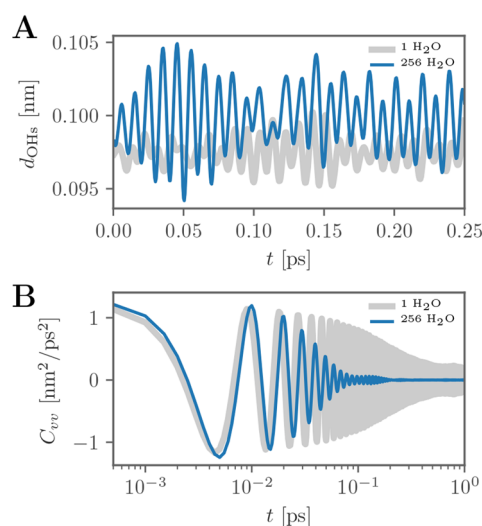 A
0.105
0.100
0.095
d_OHs [nm]
1 H₂O
256 H₂O
0.00 0.05 0.10 0.15 0.20 0.25
t [ps]
B
1
0
−1
C_vv [nm²/ps²]
1 H₂O
256 H₂O
10⁻³ 10⁻² 10⁻¹ 10⁰
t [ps]